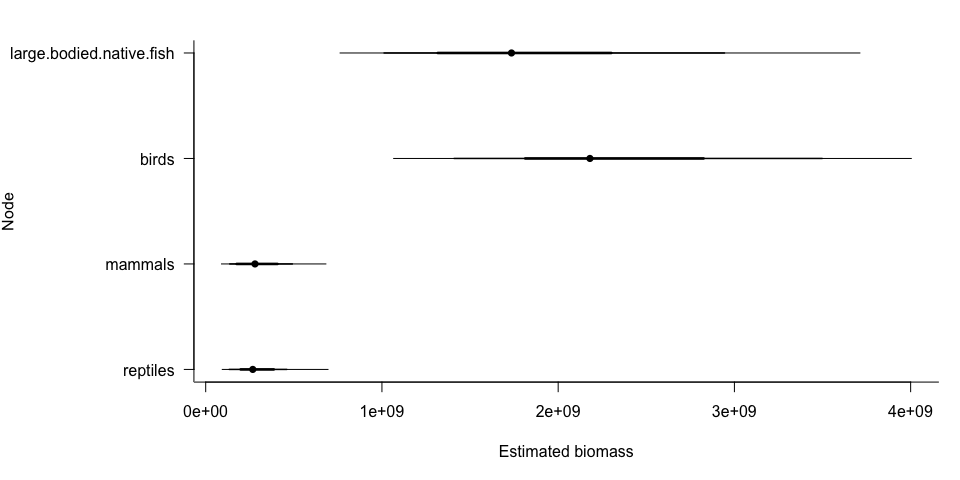 large.bodied.native.fish
birds
mammals
reptiles
Node
0e+00 1e+09 2e+09 3e+09 4e+09
Estimated biomass